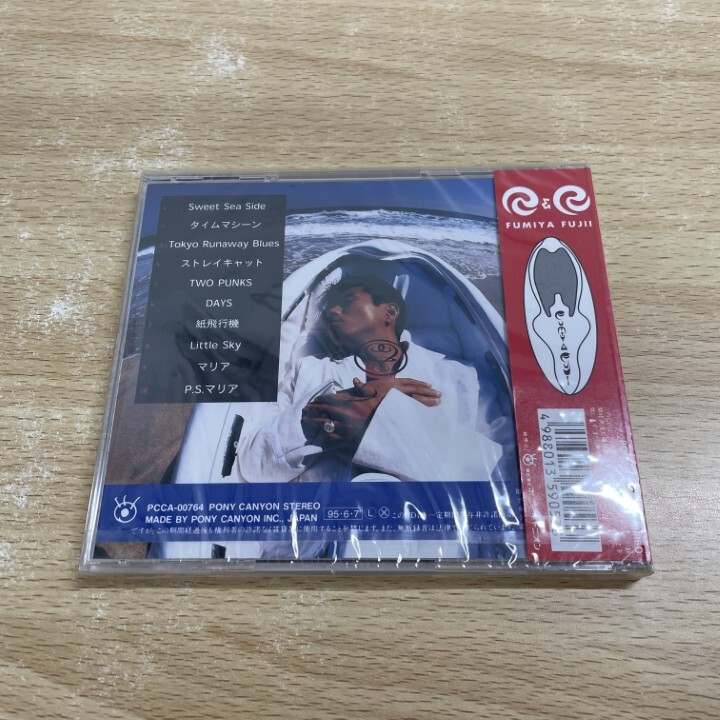 Sweet Sea Side
タイムマシーン
Tokyo Runaway Blues
ストレイキャット
TWO PUNKS
DAYS
紙飛行機
Little Sky
マリア
P.S.マリア
PCCA-00764 PONY CANYON STEREO
MADE BY PONY CANYON INC., JAPAN
95・6・7 L X
&
FUMIYA FUJII
4988013590